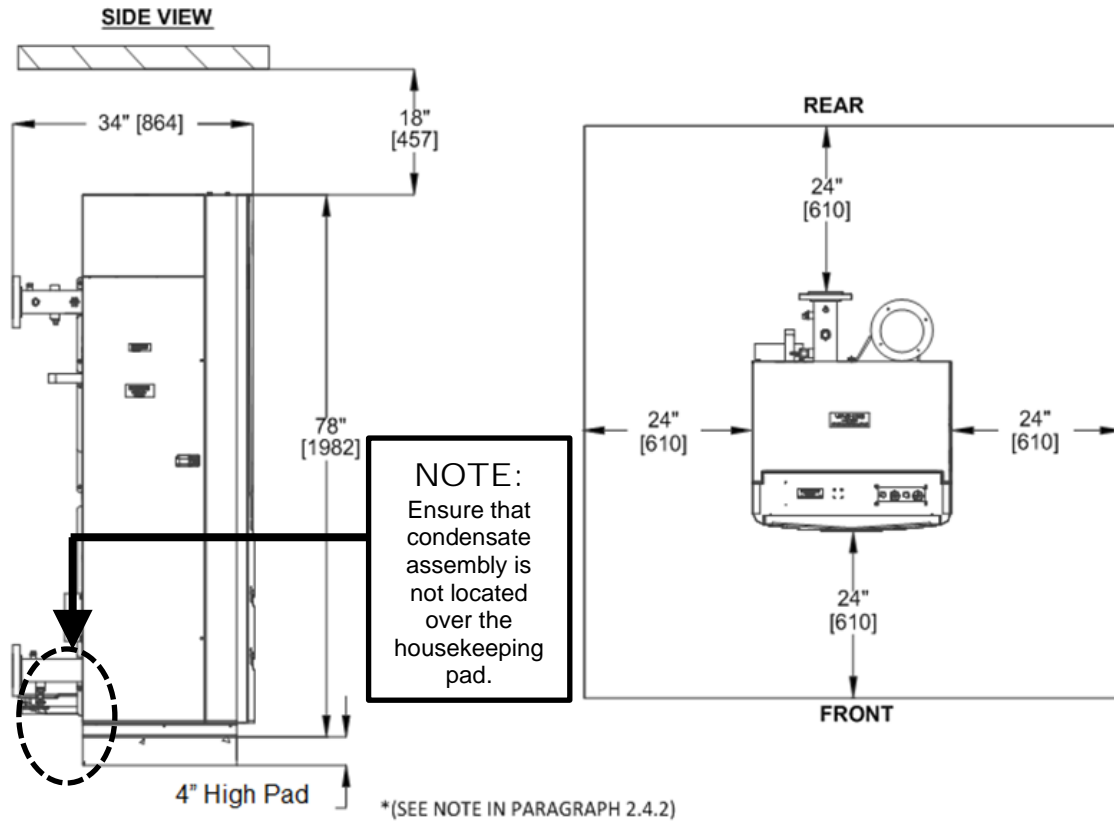 SIDE VIEW
34" [864]
18"
[457]
78"
[1982]
NOTE:
Ensure that
condensate
assembly is
not located
over the
housekeeping
pad.
4" High Pad
*(SEE NOTE IN PARAGRAPH 2.4.2)
REAR
24"
[610]
24"
[610]
24"
[610]
24"
[610]
FRONT